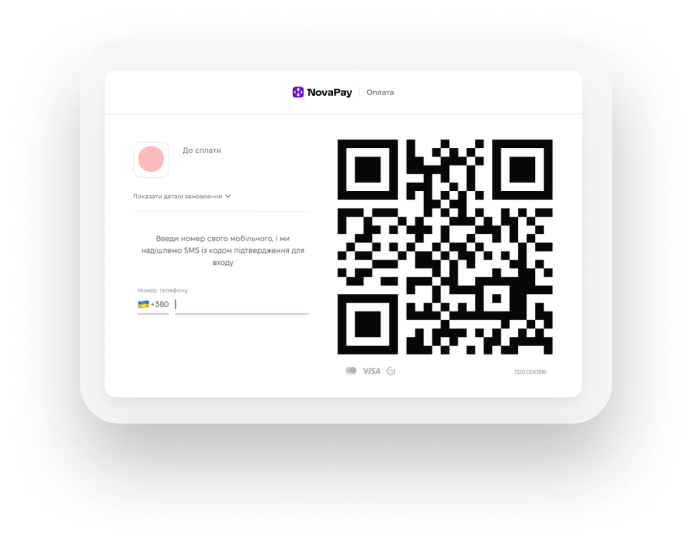 NovaPay Оплата
До сплати
Показати деталі замовлення
Введи номер свого мобільного, і ми
надішлемо SMS із кодом підтвердження для
входу
Номер телефону
+380
VISA